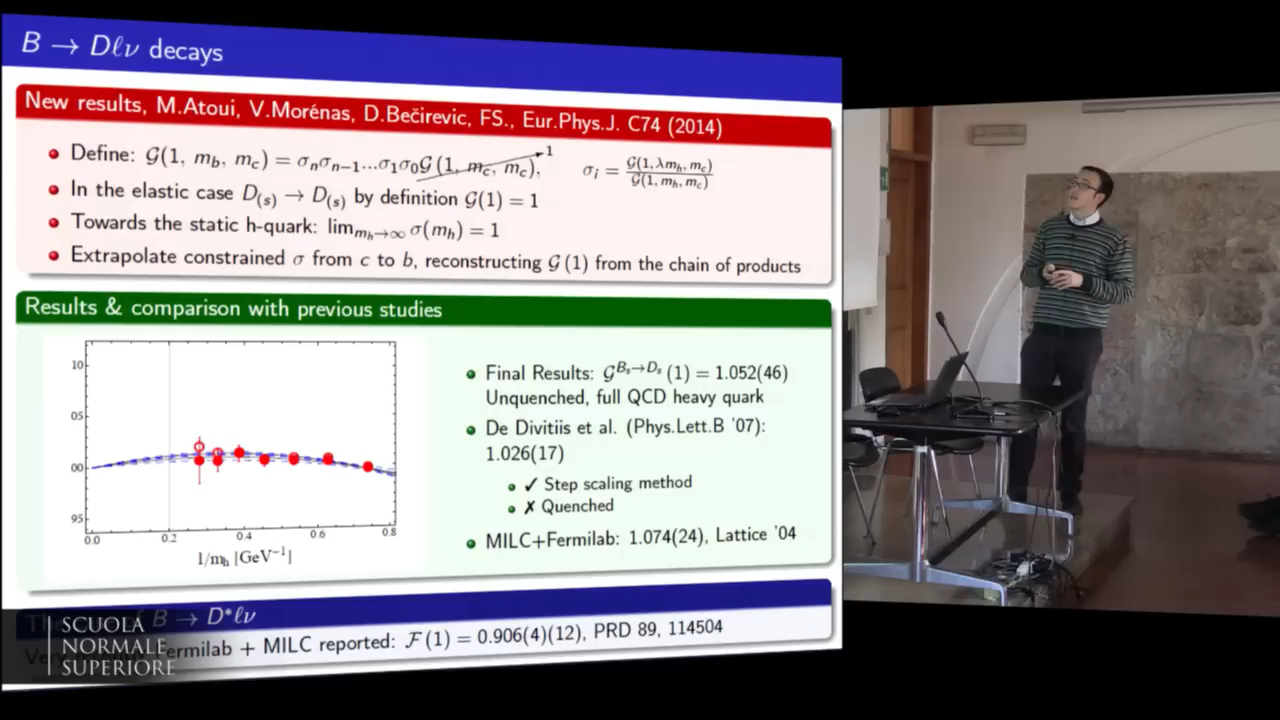 B → Dℓν decays
New results, M.Atoui, V.Morénas, D.Bečirevic, FS., Eur.Phys.J. C74 (2014)
Define: 𝒢(1, m_b, m_c) = σ_nσ_{n−1}...σ_1σ_0𝒢(1, m_c, m_c),→1 σ_i = 𝒢(1,λm_h,m_c)/𝒢(1,m_h,m_c)
In the elastic case D_(s) → D_(s) by definition 𝒢(1) = 1
Towards the static h-quark: lim_{m_h→∞} σ(m_h) = 1
Extrapolate constrained σ from c to b, reconstructing 𝒢(1) from the chain of products
Results & comparison with previous studies
10
05
00
95
0.0 0.2 0.4 0.6 0.8
1/m_h [GeV⁻¹]
Final Results: 𝒢^{B_s→D_s}(1) = 1.052(46)
Unquenched, full QCD heavy quark
De Divitiis et al. (Phys.Lett.B '07):
1.026(17)
✓ Step scaling method
✗ Quenched
MILC+Fermilab: 1.074(24), Lattice '04
B → D*ℓν
Fermilab + MILC reported: ℱ(1) = 0.906(4)(12), PRD 89, 114504
SCUOLA
NORMALE
SUPERIORE